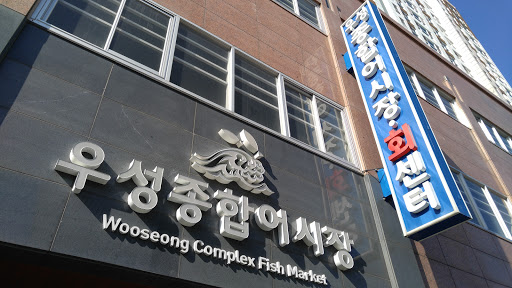 우성종합어시장
Wooseong Complex Fish Market
종합어시장·회센터